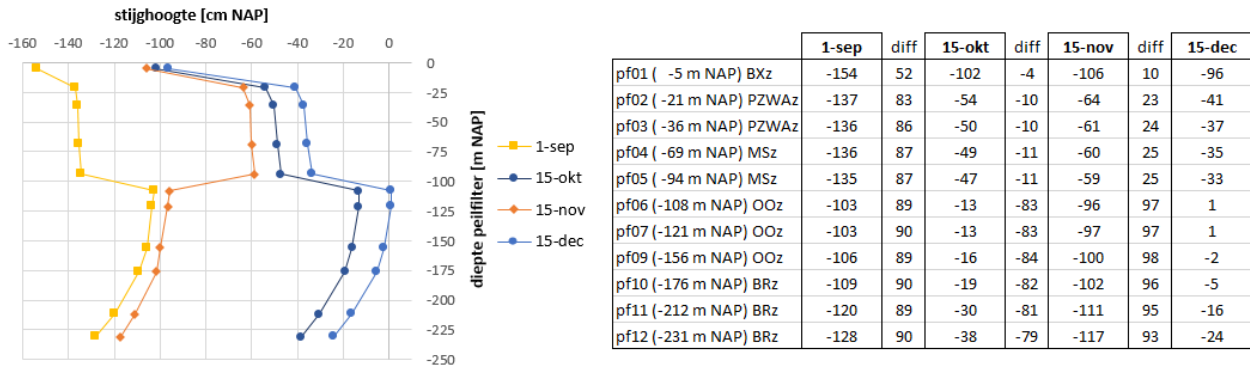 stijghoogte [cm NAP]
-160 -140 -120 -100 -80 -60 -40 -20 0
0
-25
-50
-75
-100
-125
-150
-175
-200
-225
-250
diepte peilfilter [m NAP]
1-sep
15-okt
15-nov
15-dec
1-sep diff 15-okt diff 15-nov diff 15-dec
pf01 ( -5 m NAP) BXz -154 52 -102 -4 -106 10 -96
pf02 ( -21 m NAP) PZWAz -137 83 -54 -10 -64 23 -41
pf03 ( -36 m NAP) PZWAz -136 86 -50 -10 -61 24 -37
pf04 ( -69 m NAP) MSz -136 87 -49 -11 -60 25 -35
pf05 ( -94 m NAP) MSz -135 87 -47 -11 -59 25 -33
pf06 (-108 m NAP) OOz -103 89 -13 -83 -96 97 1
pf07 (-121 m NAP) OOz -103 90 -13 -83 -97 97 1
pf09 (-156 m NAP) OOz -106 89 -16 -84 -100 98 -2
pf10 (-176 m NAP) BRz -109 90 -19 -82 -102 96 -5
pf11 (-212 m NAP) BRz -120 89 -30 -81 -111 95 -16
pf12 (-231 m NAP) BRz -128 90 -38 -79 -117 93 -24